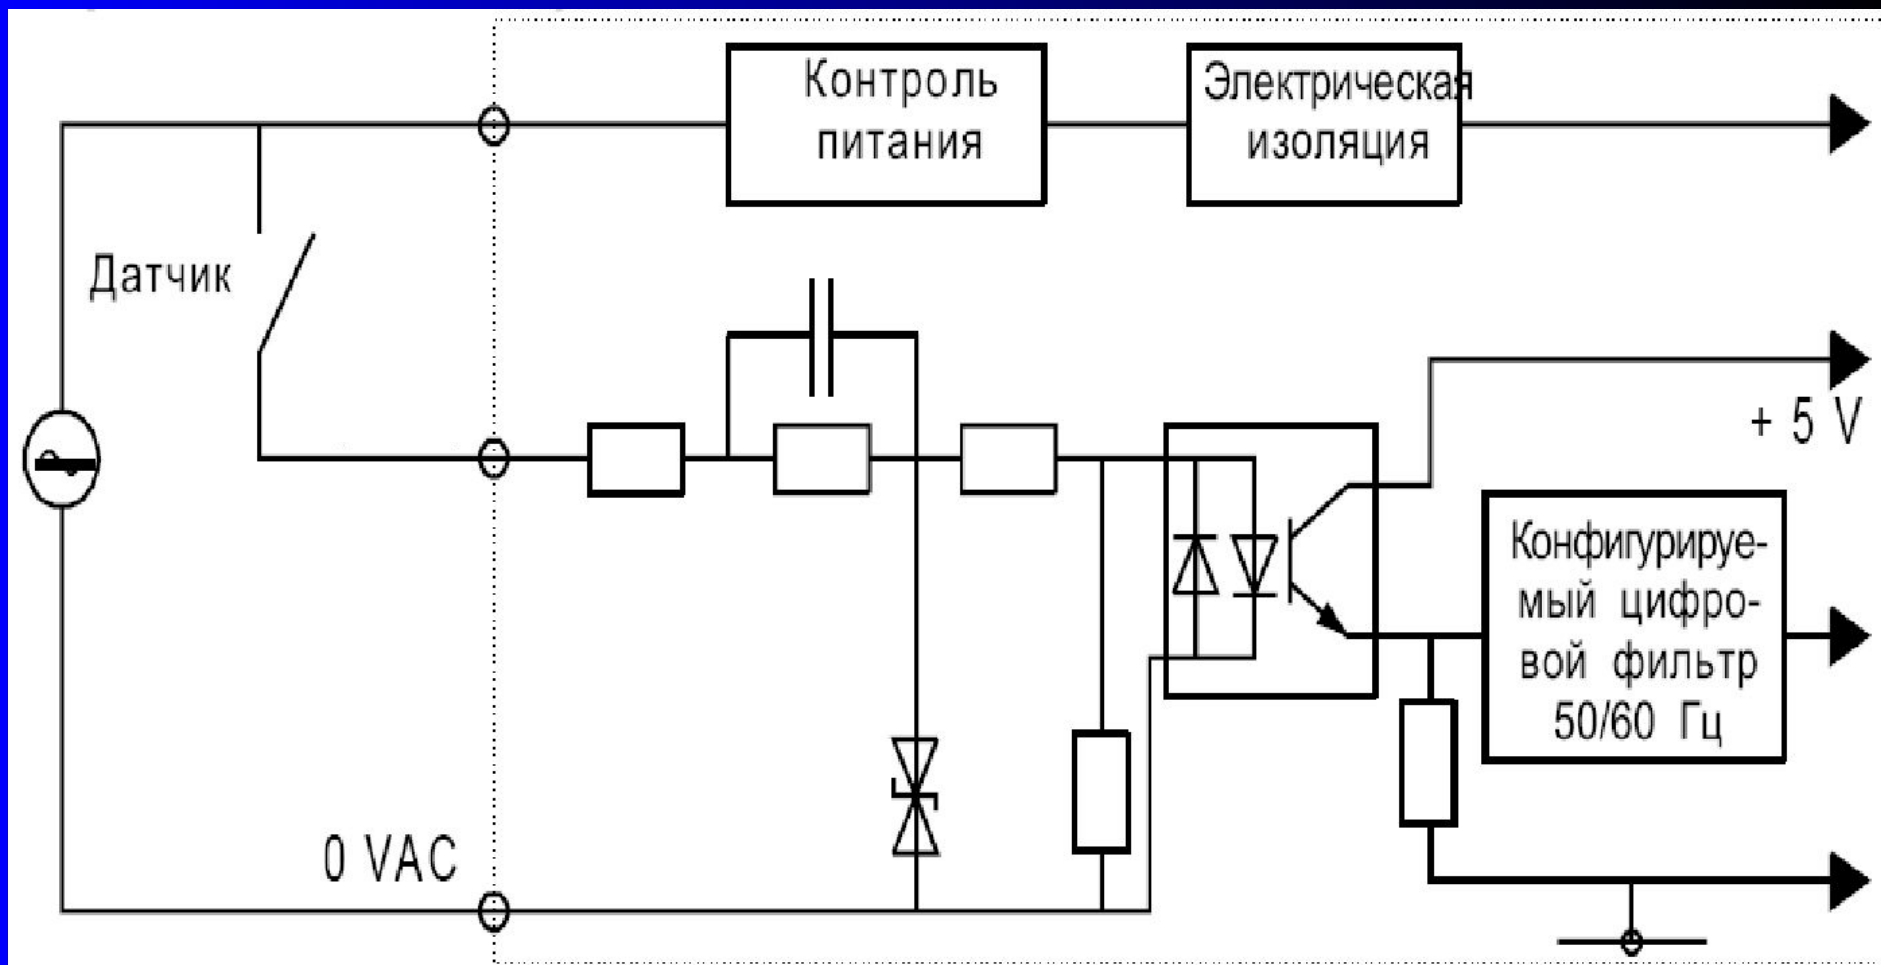 Контроль
питания
Электрическая
изоляция
Датчик
+ 5 V
Конфигурируе-
мый цифро-
вой фильтр
50/60 Гц
0 VAC